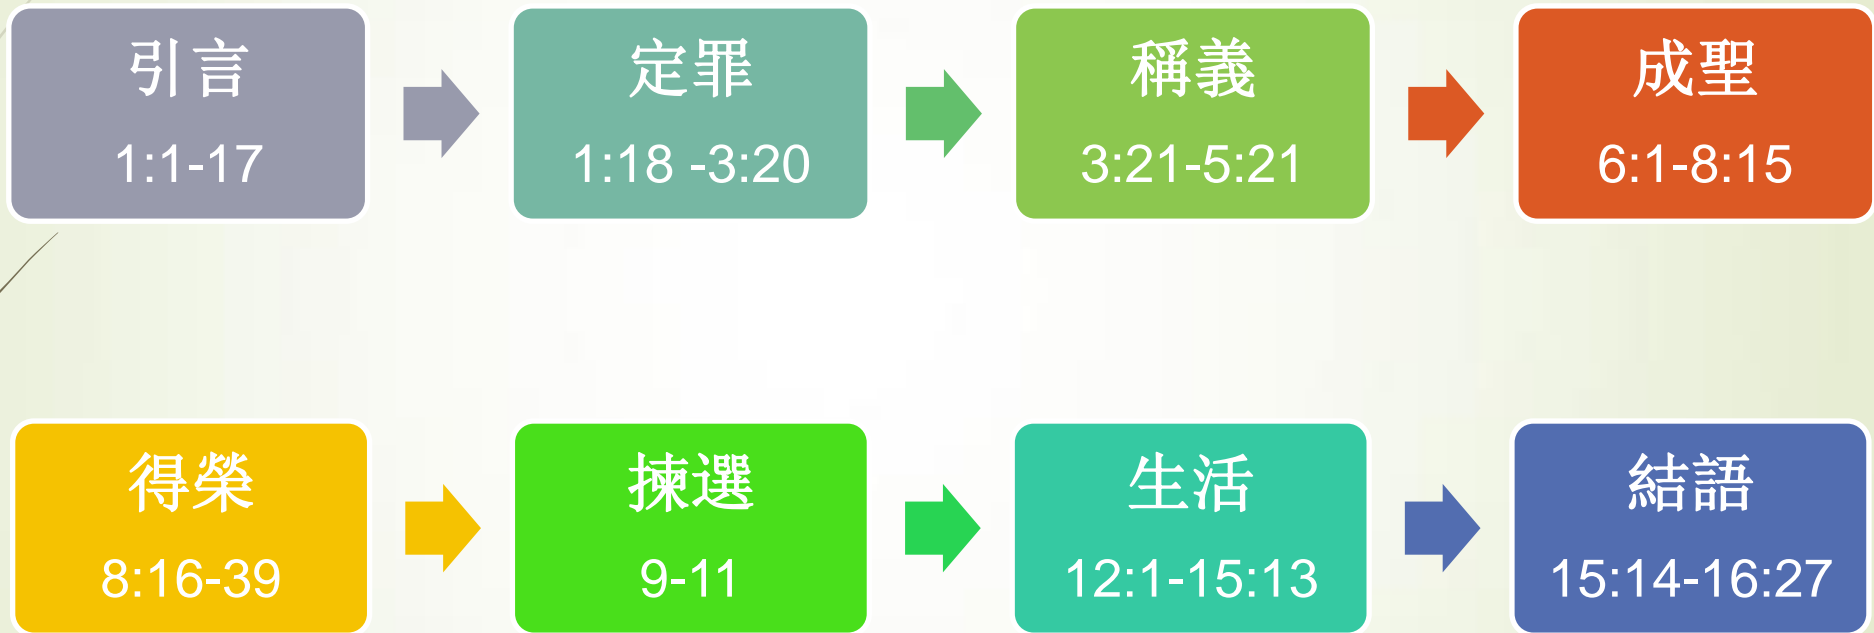 引言
1:1-17
定罪
1:18 -3:20
稱義
3:21-5:21
成聖
6:1-8:15
得榮
8:16-39
揀選
9-11
生活
12:1-15:13
結語
15:14-16:27